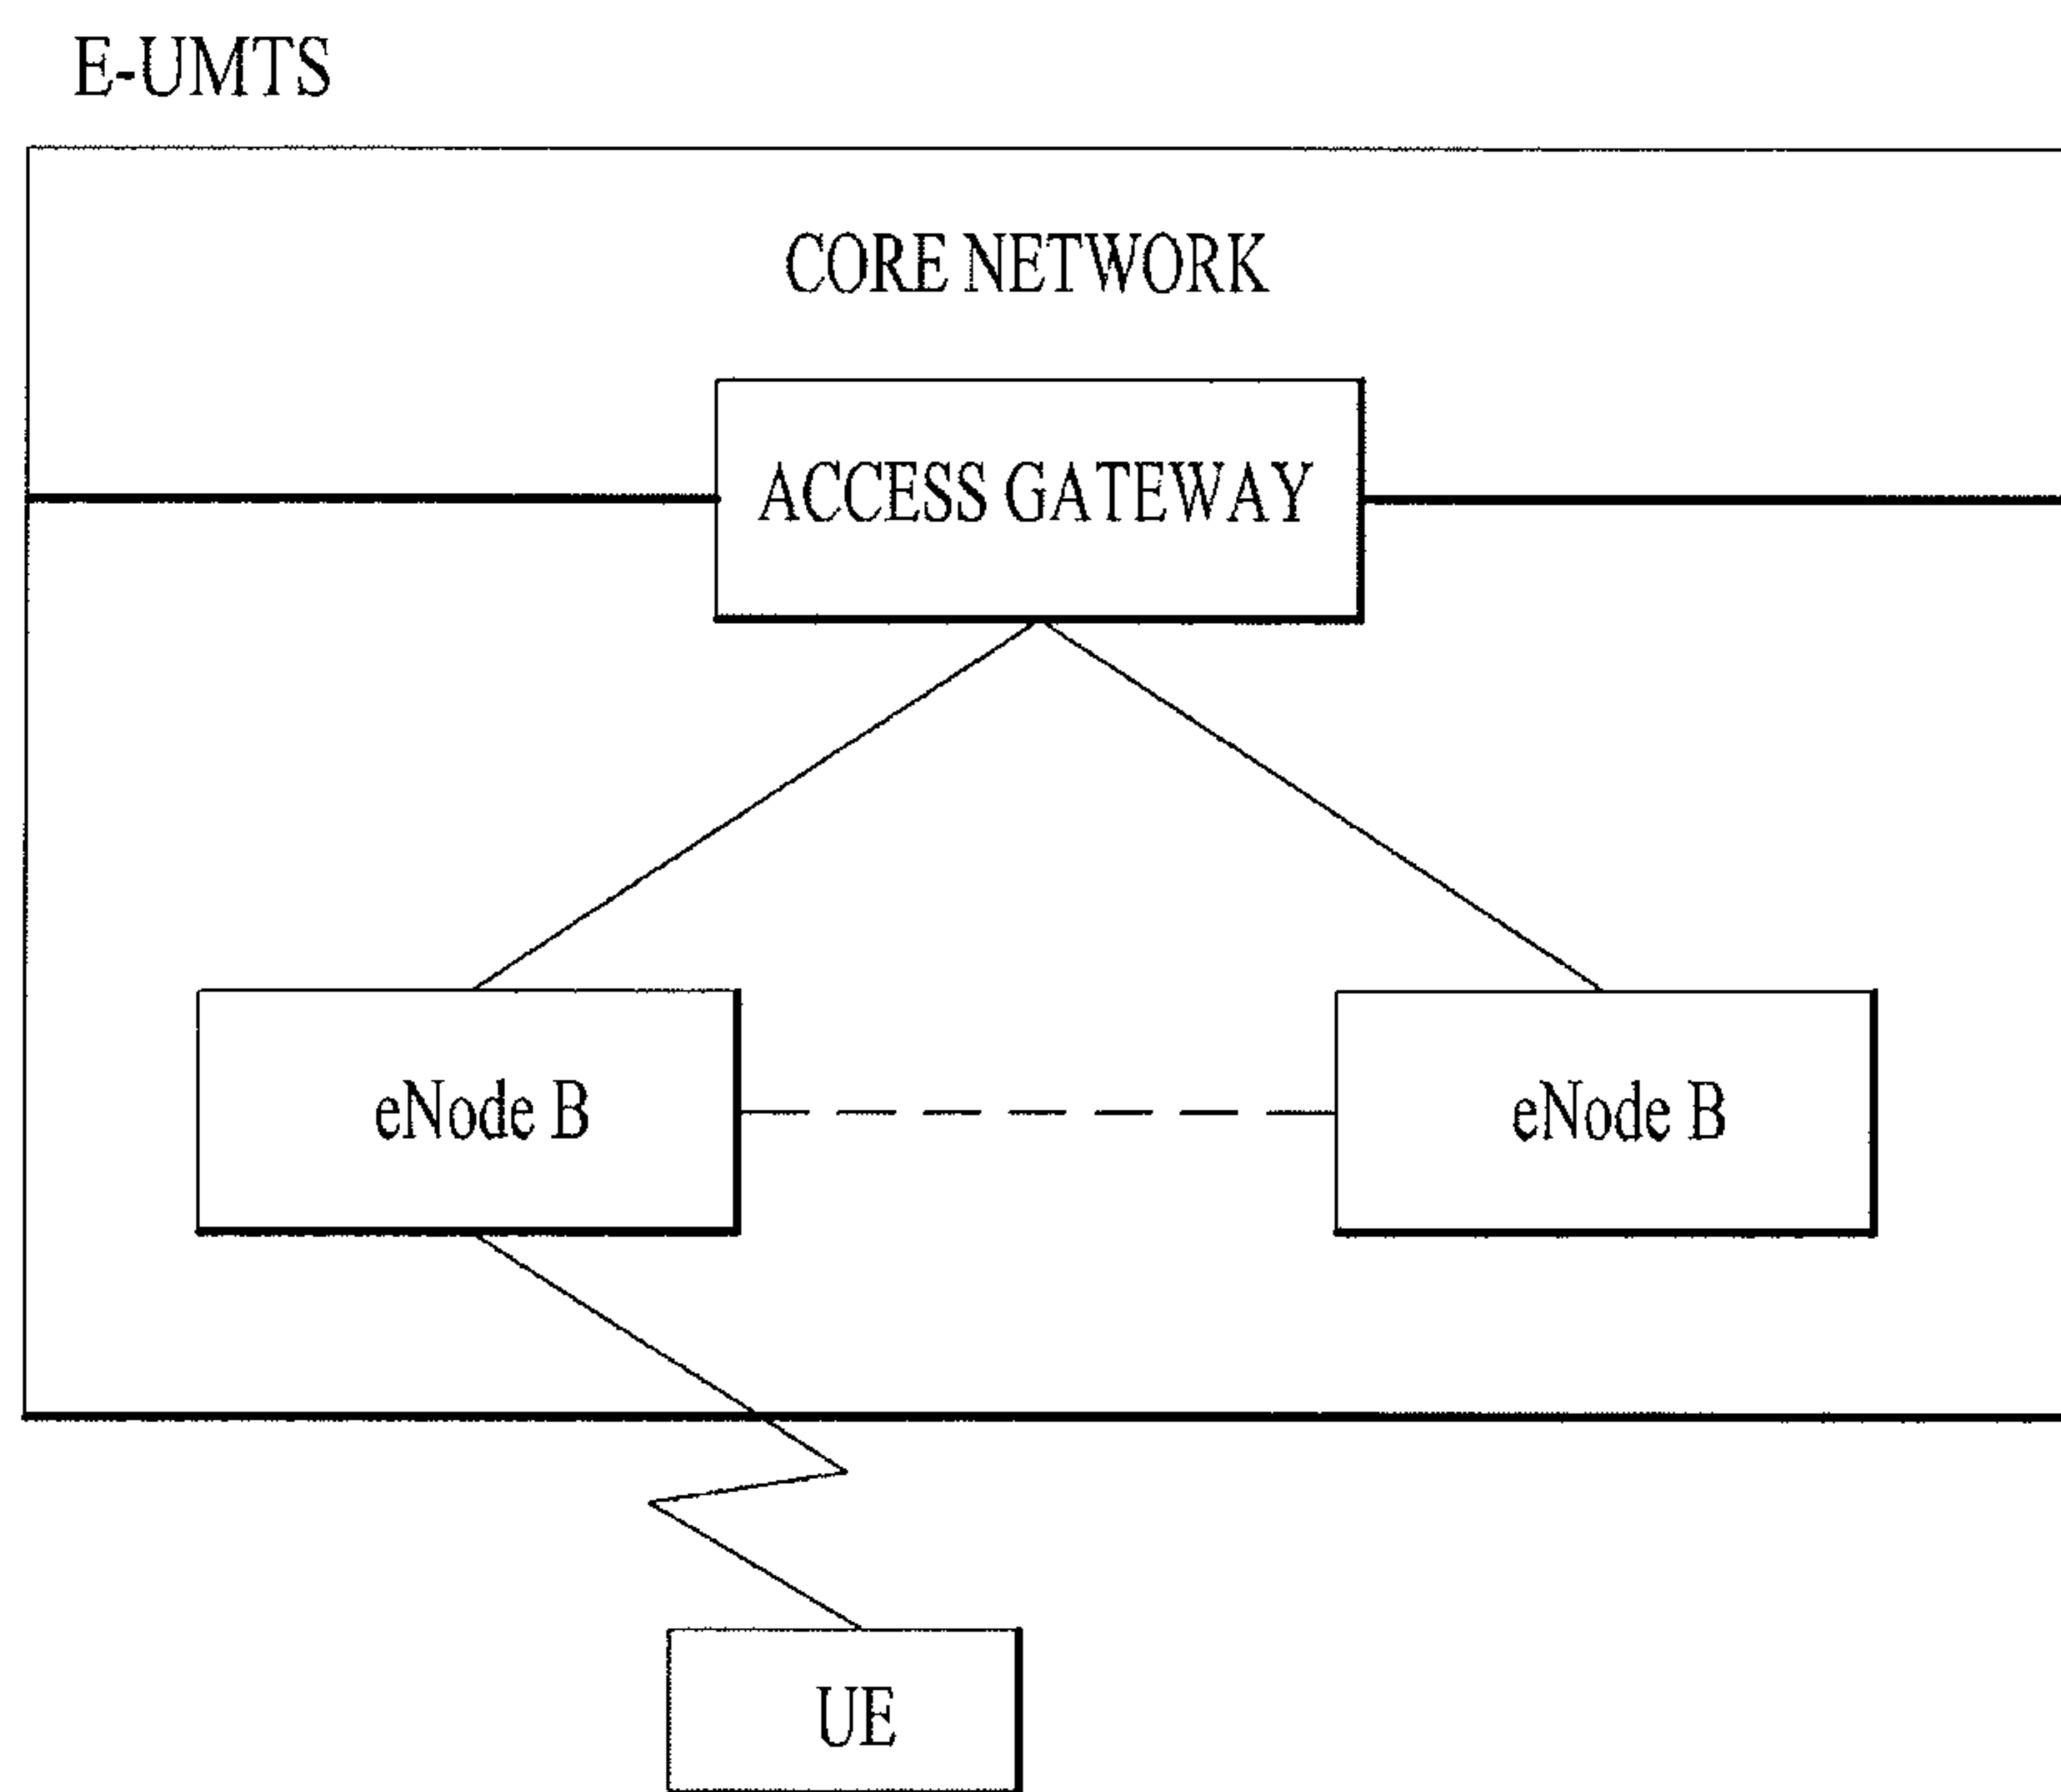 E-UMTS
CORE NETWORK
ACCESS GATEWAY
eNode B
eNode B
UE